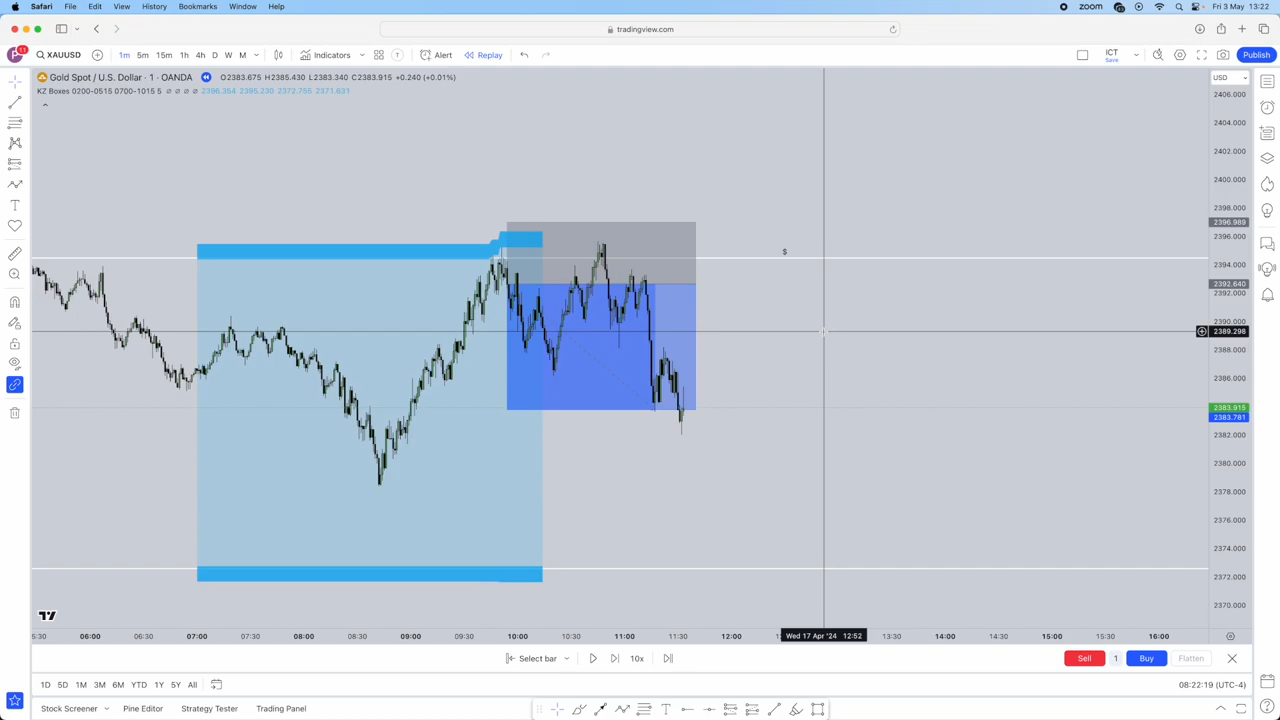 Safari File Edit View History Bookmarks Window Help zoom Fri 3 May 13:22
tradingview.com
11 XAUUSD 1m 5m 15m 1h 4h D W M Indicators Alert Replay ICT Save Publish
Gold Spot / U.S. Dollar · 1 · OANDA O2383.675 H2385.430 L2383.340 C2383.915 +0.240 (+0.01%)
USD
KZ Boxes 0200-0515 0700-1015 5 ∅ ∅ ∅ ∅ 2396.354 2395.230 2372.755 2371.631
2406.000
2404.000
2402.000
2400.000
2398.000
2396.989
2396.000
$
2394.000
2392.640
2392.000
2390.000
2389.298
2388.000
2386.000
2383.915
2383.781
2382.000
2380.000
2378.000
2376.000
2374.000
2372.000
2370.000
5:30 06:00 06:30 07:00 07:30 08:00 08:30 09:00 09:30 10:00 10:30 11:00 11:30 12:00 Wed 17 Apr '24 12:52 13:30 14:00 14:30 15:00 15:30 16:00
Select bar 10x Sell 1 Buy Flatten
1D 5D 1M 3M 6M YTD 1Y 5Y All 08:22:19 (UTC-4)
Stock Screener Pine Editor Strategy Tester Trading Panel